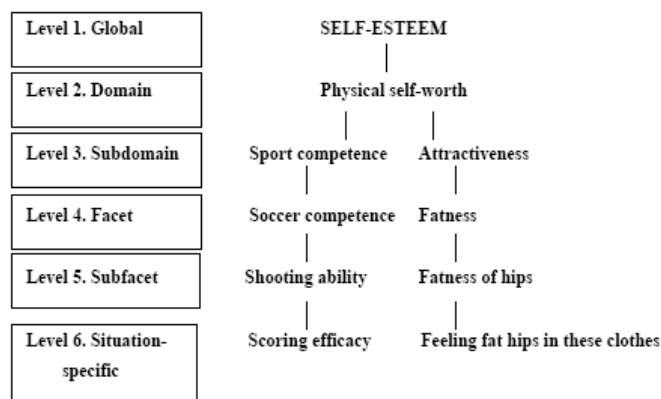 Level 1. Global SELF-ESTEEM
Level 2. Domain Physical self-worth
Level 3. Subdomain Sport competence Attractiveness
Level 4. Facet Soccer competence Fatness
Level 5. Subfacet Shooting ability Fatness of hips
Level 6. Situation- Scoring efficacy Feeling fat hips in these clothes
specific